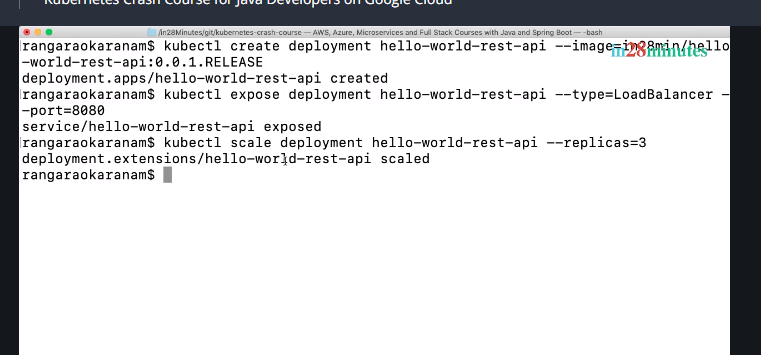 Kubernetes Crash Course for Java Developers on Google Cloud
/in28Minutes/git/kubernetes-crash-course — AWS, Azure, Microservices and Full Stack Courses with Java and Spring Boot — -bash
rangaraokaranam$ kubectl create deployment hello-world-rest-api --image=in28min/hello
-world-rest-api:0.0.1.RELEASE
in28minutes
deployment.apps/hello-world-rest-api created
rangaraokaranam$ kubectl expose deployment hello-world-rest-api --type=LoadBalancer -
-port=8080
service/hello-world-rest-api exposed
rangaraokaranam$ kubectl scale deployment hello-world-rest-api --replicas=3
deployment.extensions/hello-world-rest-api scaled
rangaraokaranam$